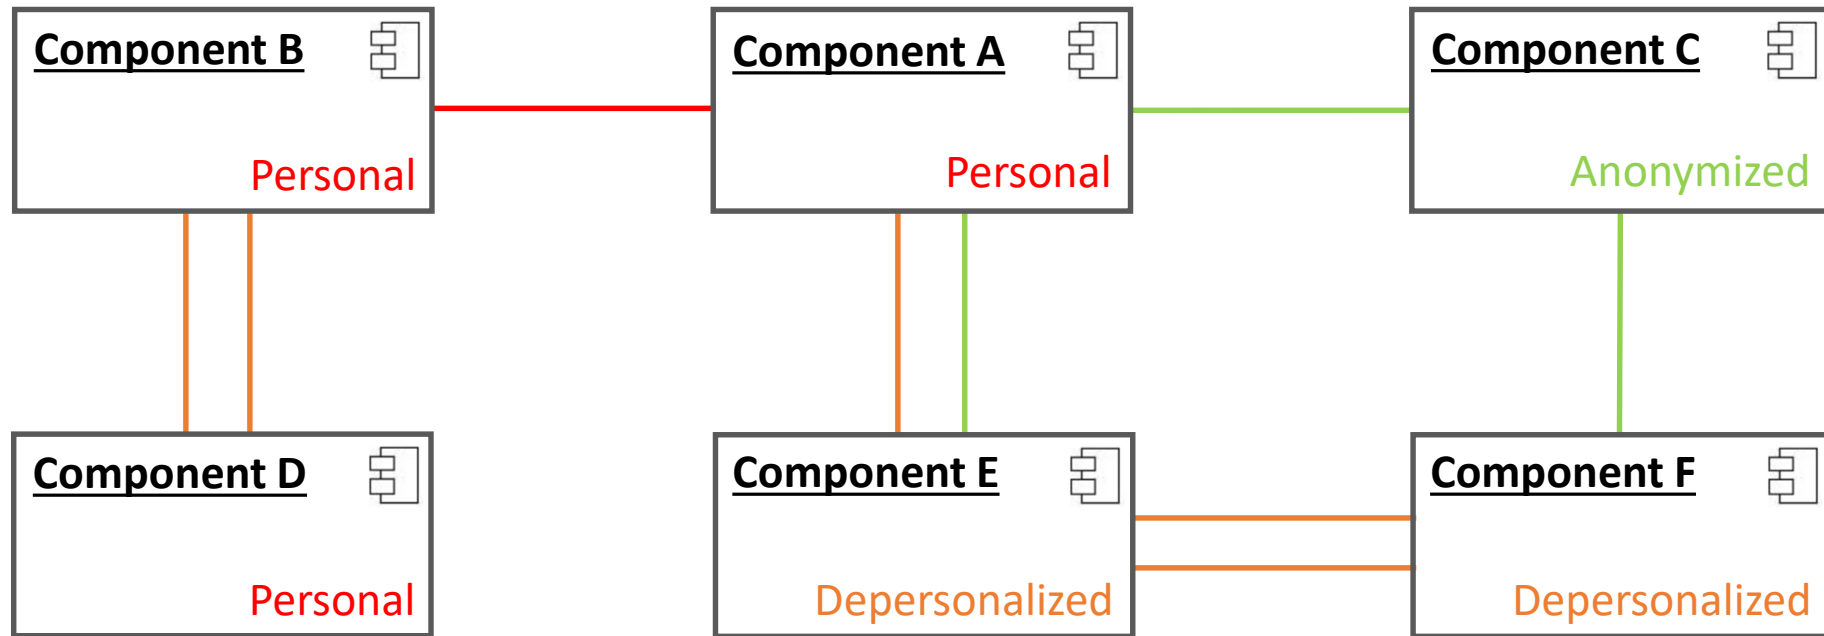 Component B
Personal
Component A
Personal
Component C
Anonymized
Component D
Personal
Component E
Depersonalized
Component F
Depersonalized